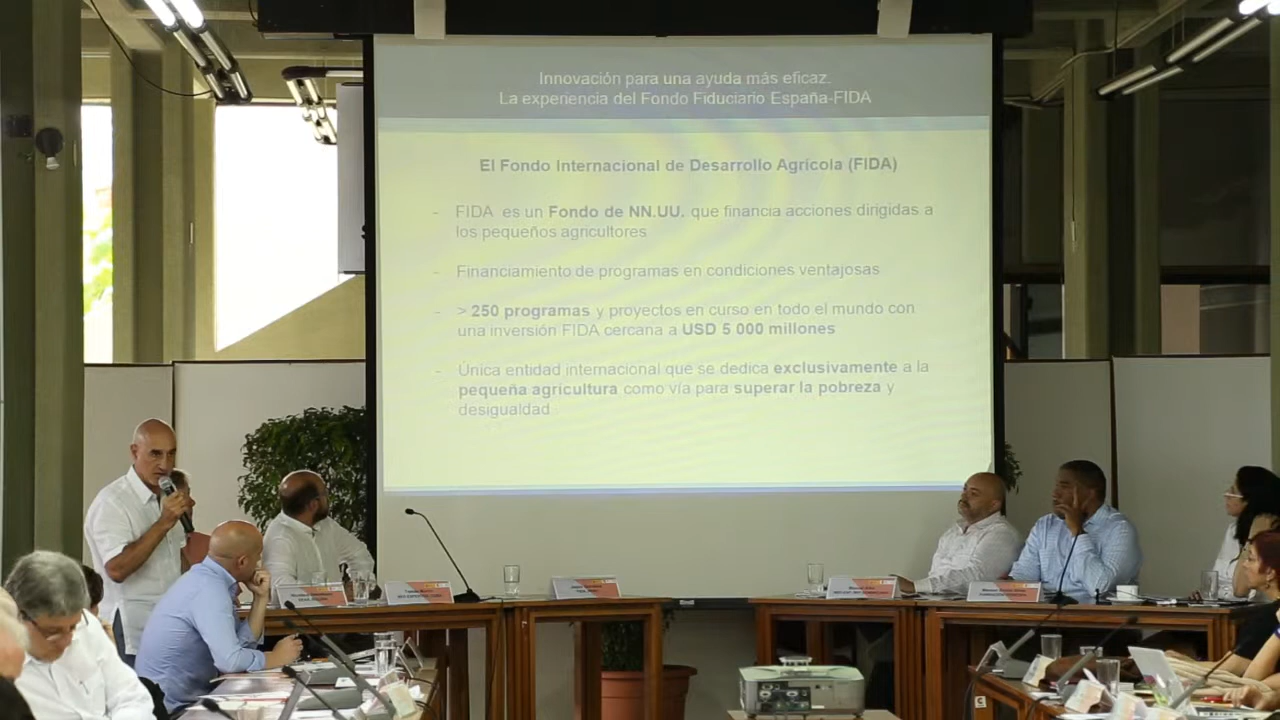 Innovación para una ayuda más eficaz.
La experiencia del Fondo Fiduciario España-FIDA
El Fondo Internacional de Desarrollo Agrícola (FIDA)
- FIDA es un Fondo de NN.UU. que financia acciones dirigidas a
los pequeños agricultores
- Financiamiento de programas en condiciones ventajosas
- > 250 programas y proyectos en curso en todo el mundo con
una inversión FIDA cercana a USD 5 000 millones
- Única entidad internacional que se dedica exclusivamente a la
pequeña agricultura como vía para superar la pobreza y
desigualdad